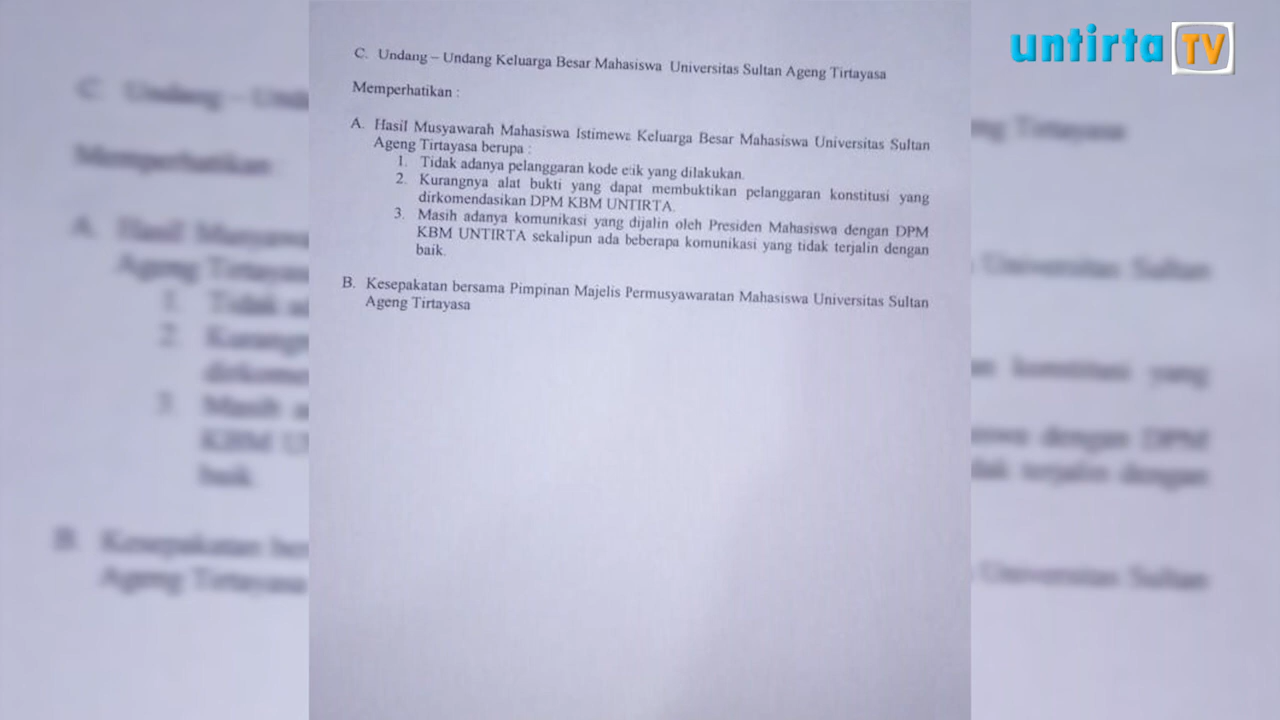 untirta TV
C. Undang – Undang Keluarga Besar Mahasiswa Universitas Sultan Ageng Tirtayasa
Memperhatikan :
A. Hasil Musyawarah Mahasiswa Istimewa Keluarga Besar Mahasiswa Universitas Sultan
Ageng Tirtayasa berupa :
1. Tidak adanya pelanggaran kode etik yang dilakukan.
2. Kurangnya alat bukti yang dapat membuktikan pelanggaran konstitusi yang
dirkomendasikan DPM KBM UNTIRTA.
3. Masih adanya komunikasi yang dijalin oleh Presiden Mahasiswa dengan DPM
KBM UNTIRTA sekalipun ada beberapa komunikasi yang tidak terjalin dengan
baik.
B. Kesepakatan bersama Pimpinan Majelis Permusyawaratan Mahasiswa Universitas Sultan
Ageng Tirtayasa